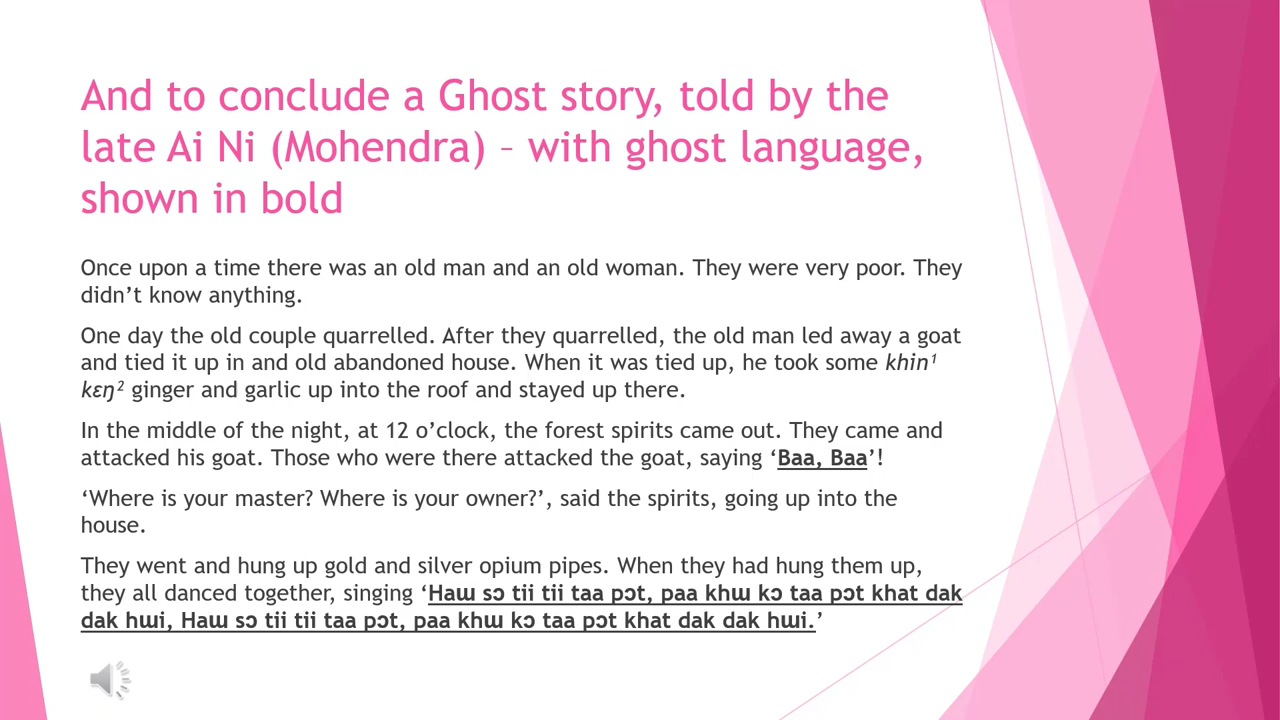 And to conclude a Ghost story, told by the
late Ai Ni (Mohendra) – with ghost language,
shown in bold
Once upon a time there was an old man and an old woman. They were very poor. They
didn’t know anything.
One day the old couple quarrelled. After they quarrelled, the old man led away a goat
and tied it up in and old abandoned house. When it was tied up, he took some khin¹
kɛŋ² ginger and garlic up into the roof and stayed up there.
In the middle of the night, at 12 o’clock, the forest spirits came out. They came and
attacked his goat. Those who were there attacked the goat, saying ‘Baa, Baa’!
‘Where is your master? Where is your owner?’, said the spirits, going up into the
house.
They went and hung up gold and silver opium pipes. When they had hung them up,
they all danced together, singing ‘Haɯ sɔ tii tii taa pɔt, paa khɯ kɔ taa pɔt khat dak
dak hɯi, Haɯ sɔ tii tii taa pɔt, paa khɯ kɔ taa pɔt khat dak dak hɯi.’